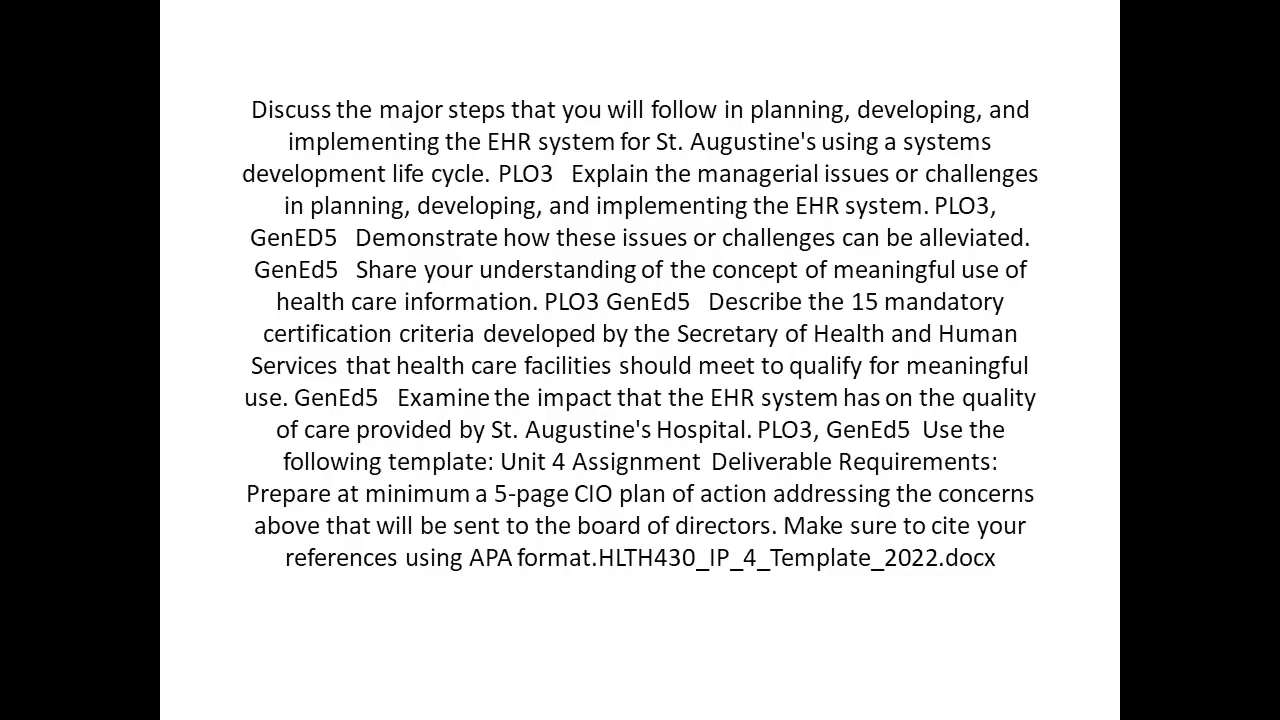 Discuss the major steps that you will follow in planning, developing, and
implementing the EHR system for St. Augustine's using a systems
development life cycle. PLO3   Explain the managerial issues or challenges
in planning, developing, and implementing the EHR system. PLO3,
GenED5   Demonstrate how these issues or challenges can be alleviated.
GenEd5   Share your understanding of the concept of meaningful use of
health care information. PLO3 GenEd5   Describe the 15 mandatory
certification criteria developed by the Secretary of Health and Human
Services that health care facilities should meet to qualify for meaningful
use. GenEd5   Examine the impact that the EHR system has on the quality
of care provided by St. Augustine's Hospital. PLO3, GenEd5  Use the
following template: Unit 4 Assignment  Deliverable Requirements:
Prepare at minimum a 5-page CIO plan of action addressing the concerns
above that will be sent to the board of directors. Make sure to cite your
references using APA format.HLTH430_IP_4_Template_2022.docx